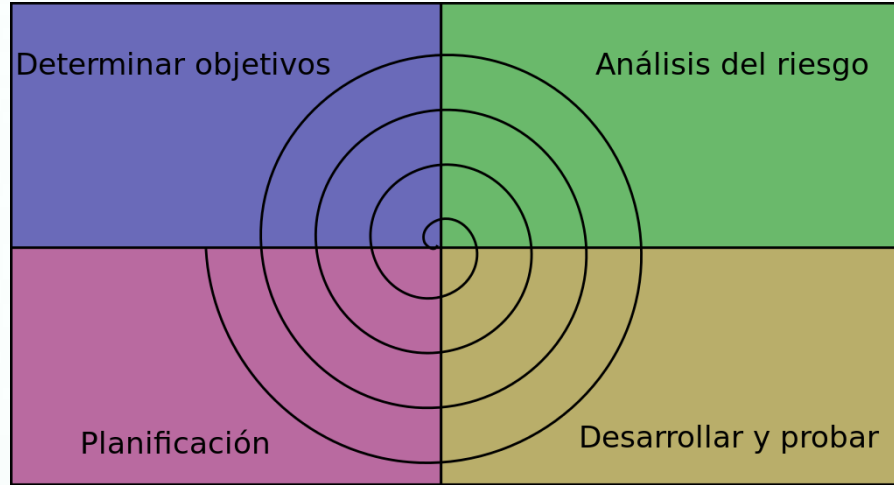 Determinar objetivos
Análisis del riesgo
Planificación
Desarrollar y probar